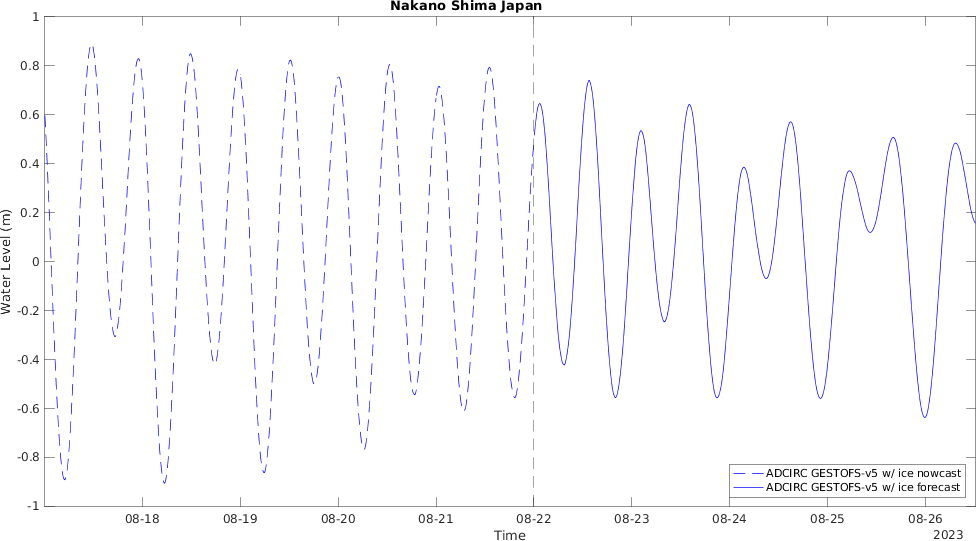 Nakano Shima Japan
1
0.8
0.6
0.4
0.2
0
-0.2
-0.4
-0.6
-0.8
-1
Water Level (m)
ADCIRC GESTOFS-v5 w/ ice nowcast
ADCIRC GESTOFS-v5 w/ ice forecast
08-18 08-19 08-20 08-21 08-22 08-23 08-24 08-25 08-26
Time
2023